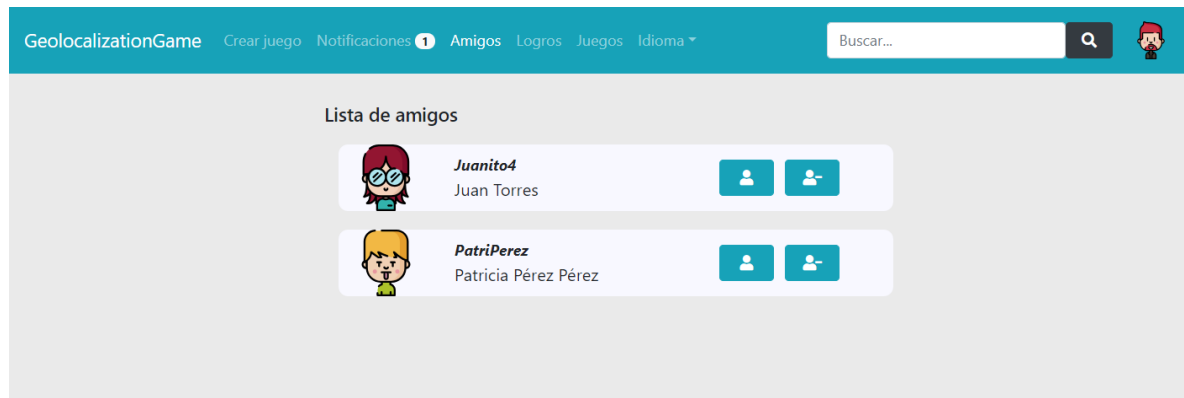 GeolocalizationGame Crear juego Notificaciones 1 Amigos Logros Juegos Idioma Buscar...
Lista de amigos
Juanito4
Juan Torres
PatriPerez
Patricia Pérez Pérez